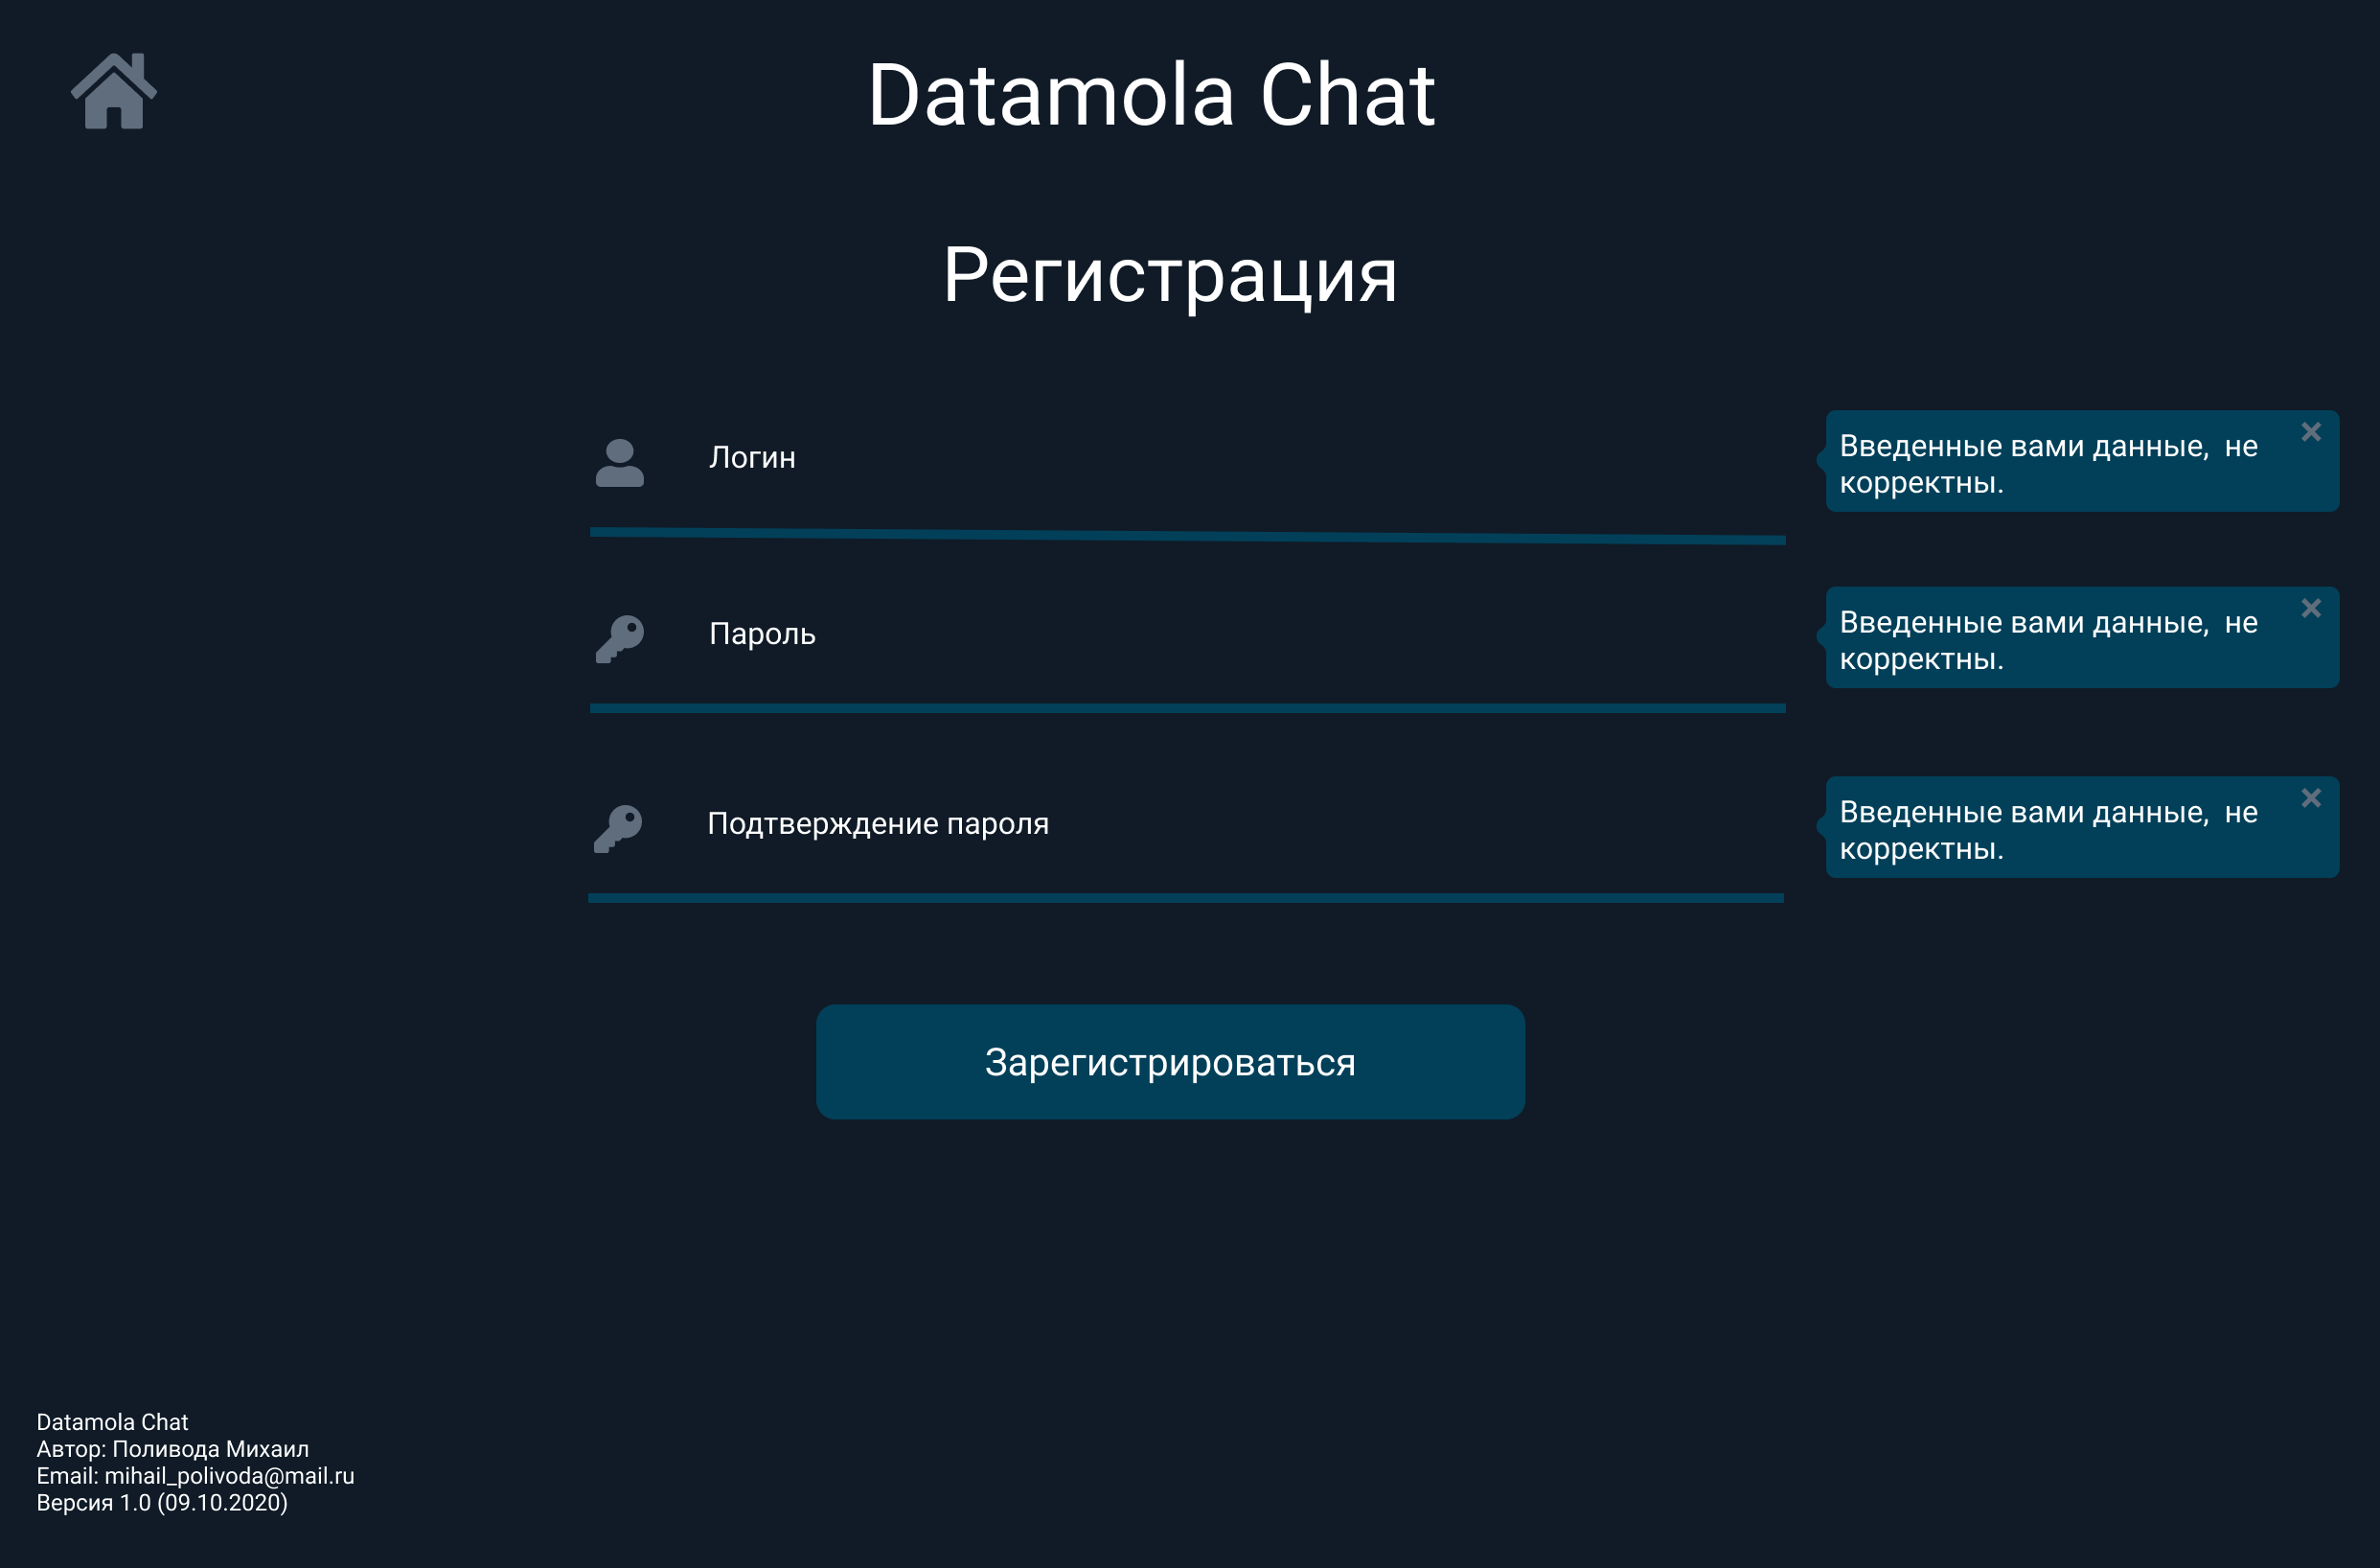 Datamola Chat
Регистрация
Логин
Введенные вами данные,  не
корректны.
Пароль
Введенные вами данные,  не
корректны.
Подтверждение пароля
Введенные вами данные,  не
корректны.
Зарегистрироваться
Datamola Chat
Автор: Поливода Михаил
Email: mihail_polivoda@mail.ru
Версия 1.0 (09.10.2020)